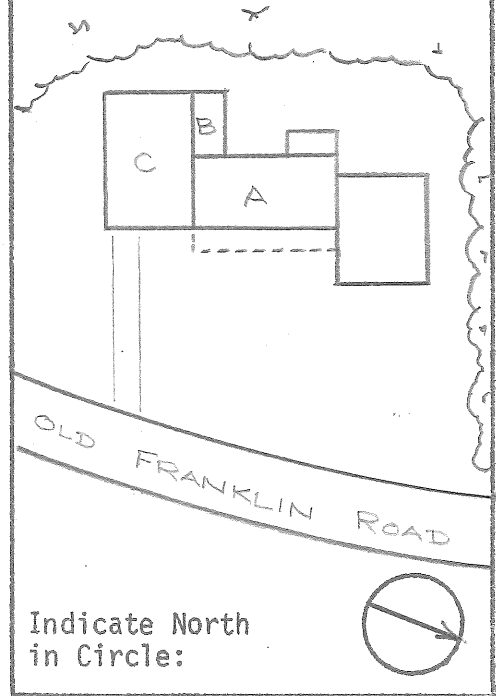 B
C
A
OLD FRANKLIN ROAD
Indicate North
in Circle: